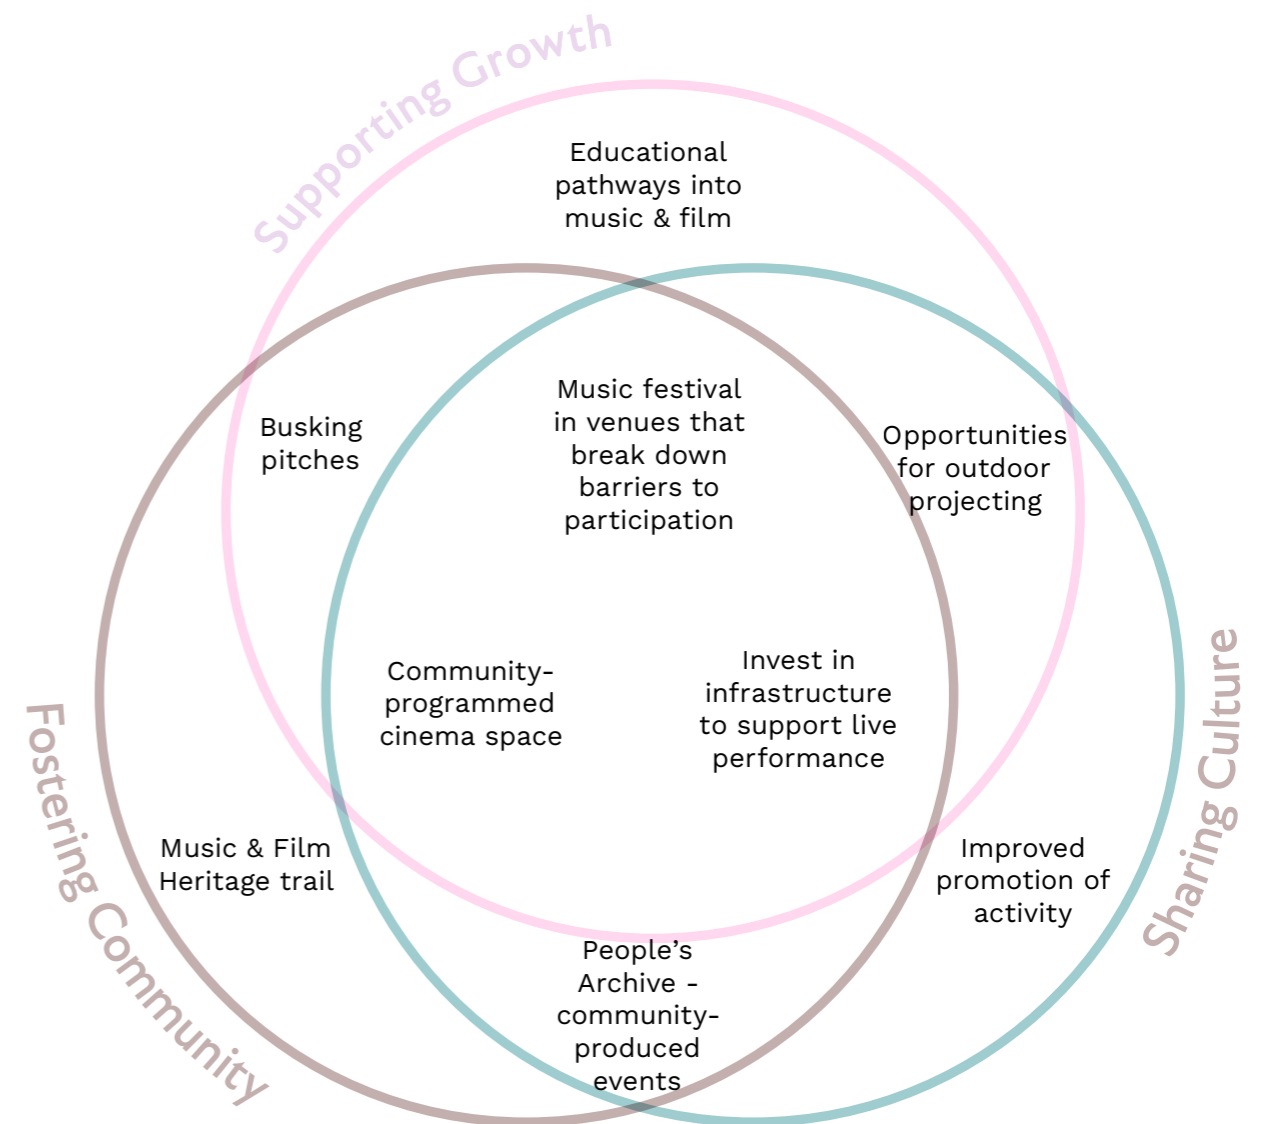 Supporting Growth
Educational
pathways into
music & film
Music festival
in venues that
break down
barriers to
participation
Busking
pitches
Opportunities
for outdoor
projecting
Community-
programmed
cinema space
Invest in
infrastructure
to support live
performance
Fostering Community
Sharing Culture
Music & Film
Heritage trail
Improved
promotion of
activity
People’s
Archive -
community-
produced
events